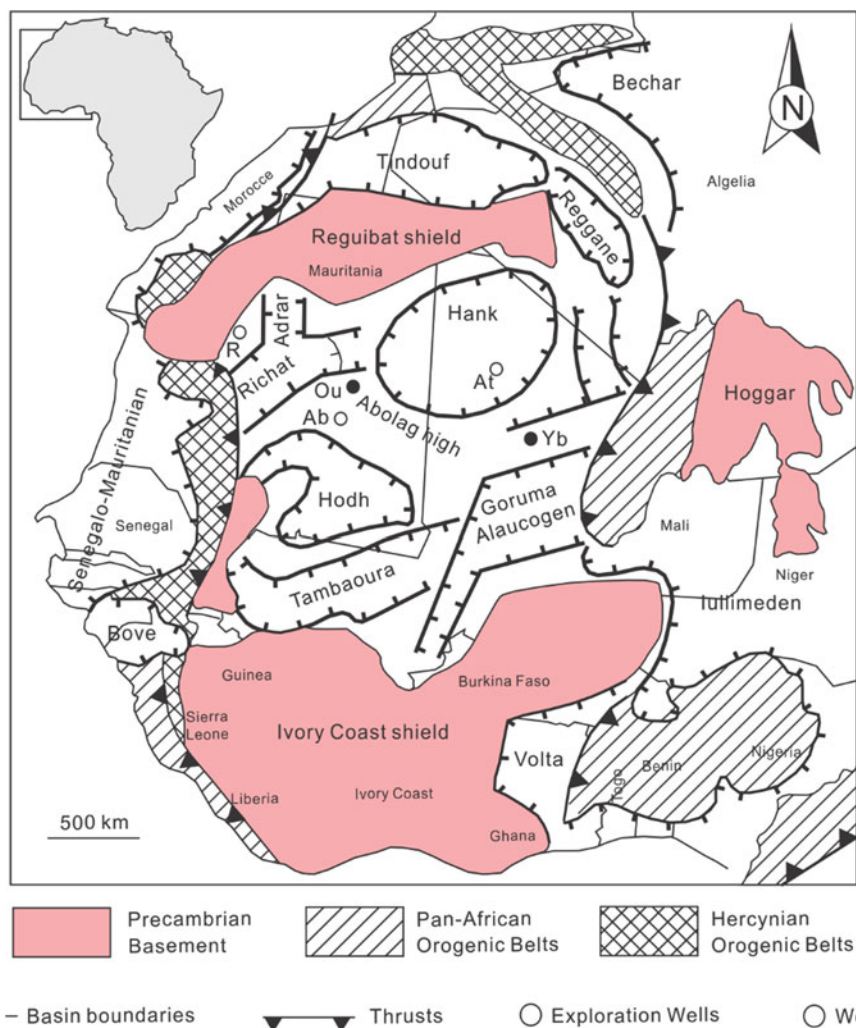 N
Bechar
Tindouf
Algelia
Morocce
Reggane
Reguibat shield
Mauritania
Hank
Adrar
R
Richat
At
Hoggar
Ou
Ab
Abolag high
Yb
Senegalo-Mauritanian
Hodh
Goruma
Alaucogen
Senegal
Mali
Tambaoura
Niger
Iullimeden
Bove
Guinea
Burkina Faso
Sierra
Leone
Ivory Coast shield
Volta
Togo
Benin
Nigeria
Liberia
Ivory Coast
500 km
Ghana
Precambrian
Basement
Pan-African
Orogenic Belts
Hercynian
Orogenic Belts
Basin boundaries
Thrusts
Exploration Wells